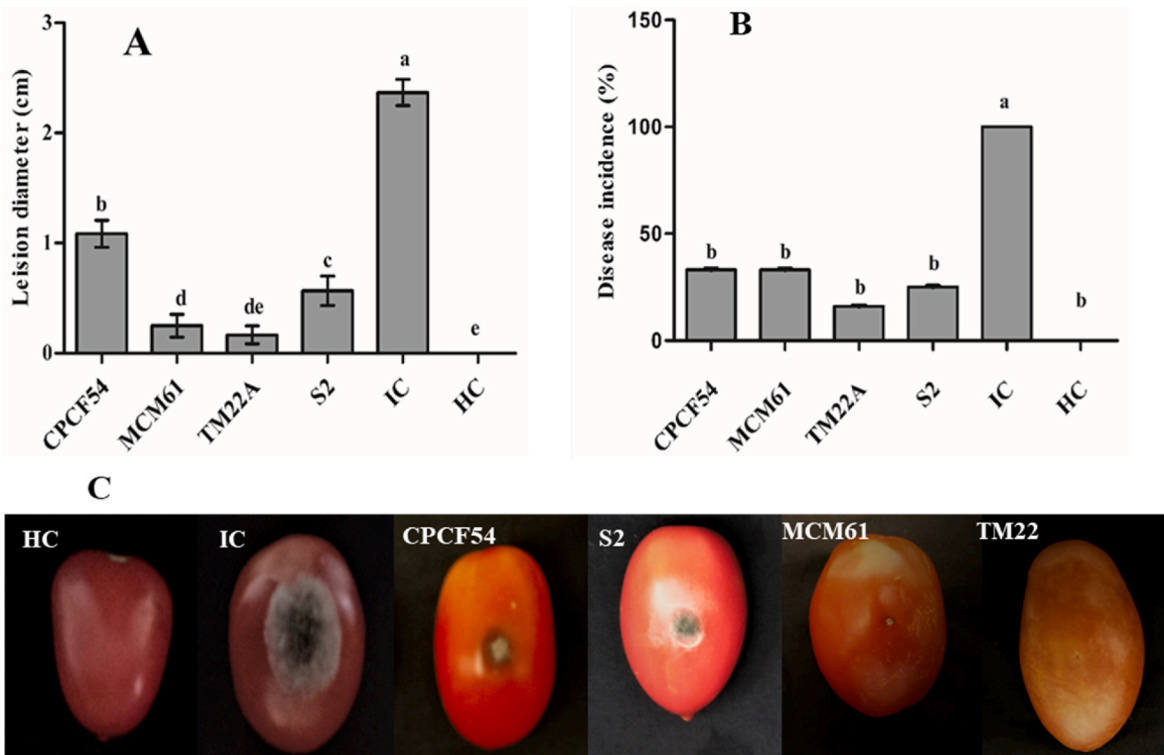 A
Leision diameter (cm)
3
2
1
0
b
d
de
c
a
e
CPCF54
MCM61
TM22A
S2
IC
HC
B
Disease incidence (%)
150
100
50
0
b
b
b
b
a
b
CPCF54
MCM61
TM22A
S2
IC
HC
C
HC
IC
CPCF54
S2
MCM61
TM22